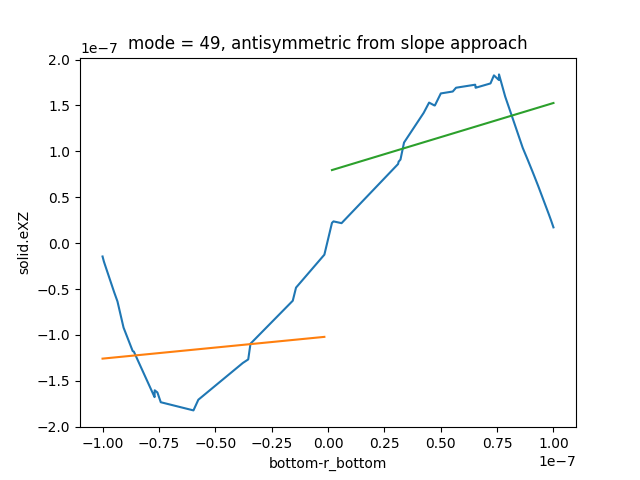 mode = 49, antisymmetric from slope approach
1e−7
2.0
1.5
1.0
0.5
0.0
−0.5
−1.0
−1.5
−2.0
solid.eXZ
−1.00 −0.75 −0.50 −0.25 0.00 0.25 0.50 0.75 1.00
1e−7
bottom-r_bottom